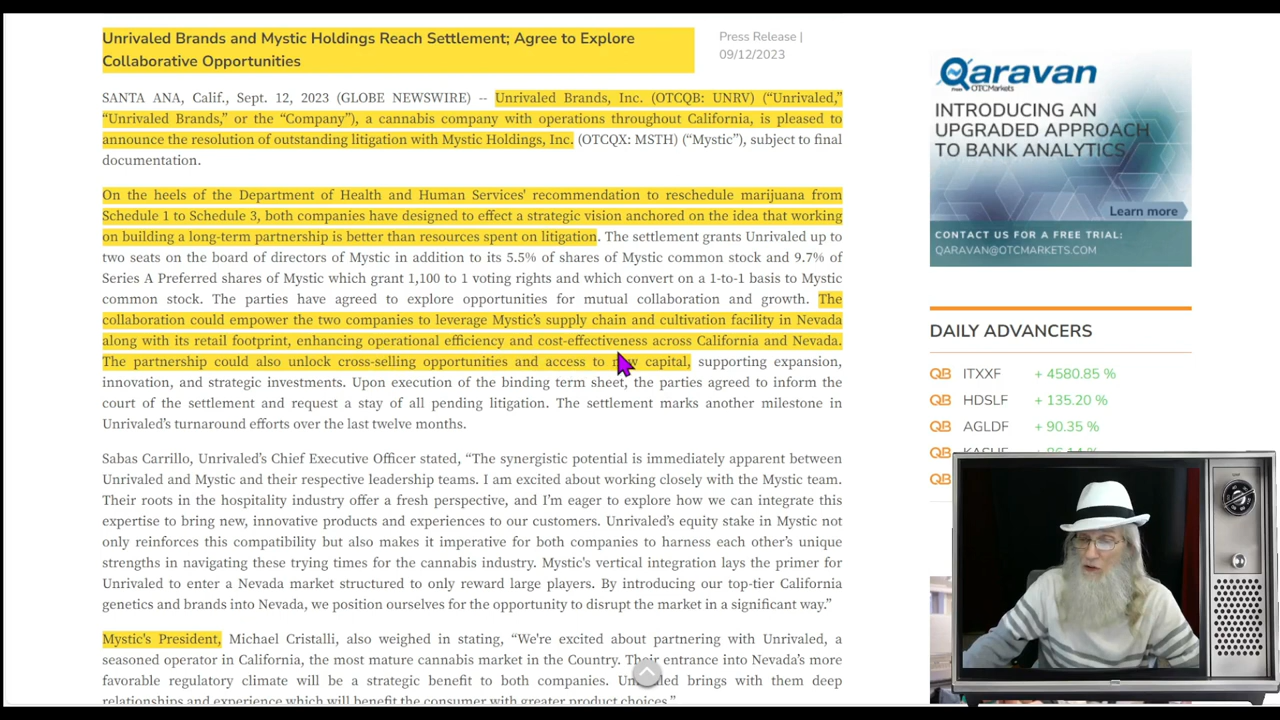 Unrivaled Brands and Mystic Holdings Reach Settlement; Agree to Explore
Collaborative Opportunities
Press Release |
09/12/2023
SANTA ANA, Calif., Sept. 12, 2023 (GLOBE NEWSWIRE) -- Unrivaled Brands, Inc. (OTCQB: UNRV) (“Unrivaled,”
“Unrivaled Brands,” or the “Company”), a cannabis company with operations throughout California, is pleased to
announce the resolution of outstanding litigation with Mystic Holdings, Inc. (OTCQX: MSTH) (“Mystic”), subject to final
documentation.
On the heels of the Department of Health and Human Services' recommendation to reschedule marijuana from
Schedule 1 to Schedule 3, both companies have designed to effect a strategic vision anchored on the idea that working
on building a long-term partnership is better than resources spent on litigation. The settlement grants Unrivaled up to
two seats on the board of directors of Mystic in addition to its 5.5% of shares of Mystic common stock and 9.7% of
Series A Preferred shares of Mystic which grant 1,100 to 1 voting rights and which convert on a 1-to-1 basis to Mystic
common stock. The parties have agreed to explore opportunities for mutual collaboration and growth. The
collaboration could empower the two companies to leverage Mystic’s supply chain and cultivation facility in Nevada
along with its retail footprint, enhancing operational efficiency and cost-effectiveness across California and Nevada.
The partnership could also unlock cross-selling opportunities and access to new capital, supporting expansion,
innovation, and strategic investments. Upon execution of the binding term sheet, the parties agreed to inform the
court of the settlement and request a stay of all pending litigation. The settlement marks another milestone in
Unrivaled’s turnaround efforts over the last twelve months.
Sabas Carrillo, Unrivaled’s Chief Executive Officer stated, “The synergistic potential is immediately apparent between
Unrivaled and Mystic and their respective leadership teams. I am excited about working closely with the Mystic team.
Their roots in the hospitality industry offer a fresh perspective, and I’m eager to explore how we can integrate this
expertise to bring new, innovative products and experiences to our customers. Unrivaled’s equity stake in Mystic not
only reinforces this compatibility but also makes it imperative for both companies to harness each other’s unique
strengths in navigating these trying times for the cannabis industry. Mystic’s vertical integration lays the primer for
Unrivaled to enter a Nevada market structured to only reward large players. By introducing our top-tier California
genetics and brands into Nevada, we position ourselves for the opportunity to disrupt the market in a significant way.”
Mystic's President, Michael Cristalli, also weighed in stating, “We're excited about partnering with Unrivaled, a
seasoned operator in California, the most mature cannabis market in the Country. Their entrance into Nevada’s more
favorable regulatory climate will be a strategic benefit to both companies. Unrivaled brings with them deep
relationships and experience which will benefit the consumer with greater product choices.”
Qaravan
from OTCMarkets
INTRODUCING AN
UPGRADED APPROACH
TO BANK ANALYTICS
Learn more
CONTACT US FOR A FREE TRIAL:
QARAVAN@OTCMARKETS.COM
DAILY ADVANCERS
QB ITXXF + 4580.85 %
QB HDSLF + 135.20 %
QB AGLDF + 90.35 %
QB
QB